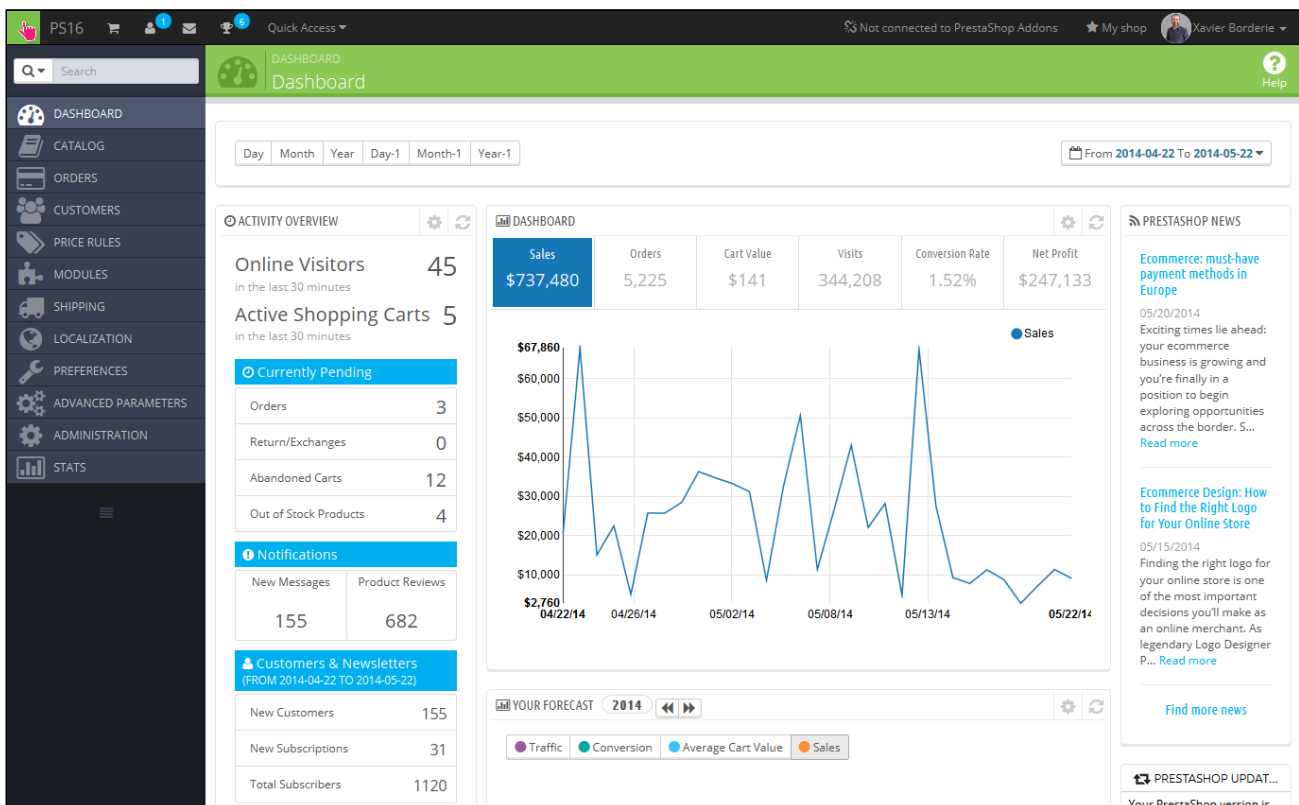 PS16
1
6
Quick Access
Not connected to PrestaShop Addons
My shop
Xavier Borderie
Search
DASHBOARD
Dashboard
Help
DASHBOARD
CATALOG
ORDERS
CUSTOMERS
PRICE RULES
MODULES
SHIPPING
LOCALIZATION
PREFERENCES
ADVANCED PARAMETERS
ADMINISTRATION
STATS
Day Month Year Day-1 Month-1 Year-1
From 2014-04-22 To 2014-05-22
ACTIVITY OVERVIEW
Online Visitors 45
in the last 30 minutes
Active Shopping Carts 5
in the last 30 minutes
Currently Pending
Orders 3
Return/Exchanges 0
Abandoned Carts 12
Out of Stock Products 4
Notifications
New Messages Product Reviews
155 682
Customers & Newsletters
(FROM 2014-04-22 TO 2014-05-22)
New Customers 155
New Subscriptions 31
Total Subscribers 1120
DASHBOARD
Sales Orders Cart Value Visits Conversion Rate Net Profit
$737,480 5,225 $141 344,208 1.52% $247,133
Sales
$67,860
$60,000
$50,000
$40,000
$30,000
$20,000
$10,000
$2,760
04/22/14 04/26/14 05/02/14 05/08/14 05/13/14 05/22/14
YOUR FORECAST 2014
Traffic Conversion Average Cart Value Sales
PRESTASHOP NEWS
Ecommerce: must-have
payment methods in
Europe
05/20/2014
Exciting times lie ahead:
your ecommerce
business is growing and
you're finally in a
position to begin
exploring opportunities
across the border. S...
Read more
Ecommerce Design: How
to Find the Right Logo
for Your Online Store
05/15/2014
Finding the right logo for
your online store is one
of the most important
decisions you'll make as
an online merchant. As
legendary Logo Designer
P... Read more
Find more news
PRESTASHOP UPDAT...
Your PrestaShop version is